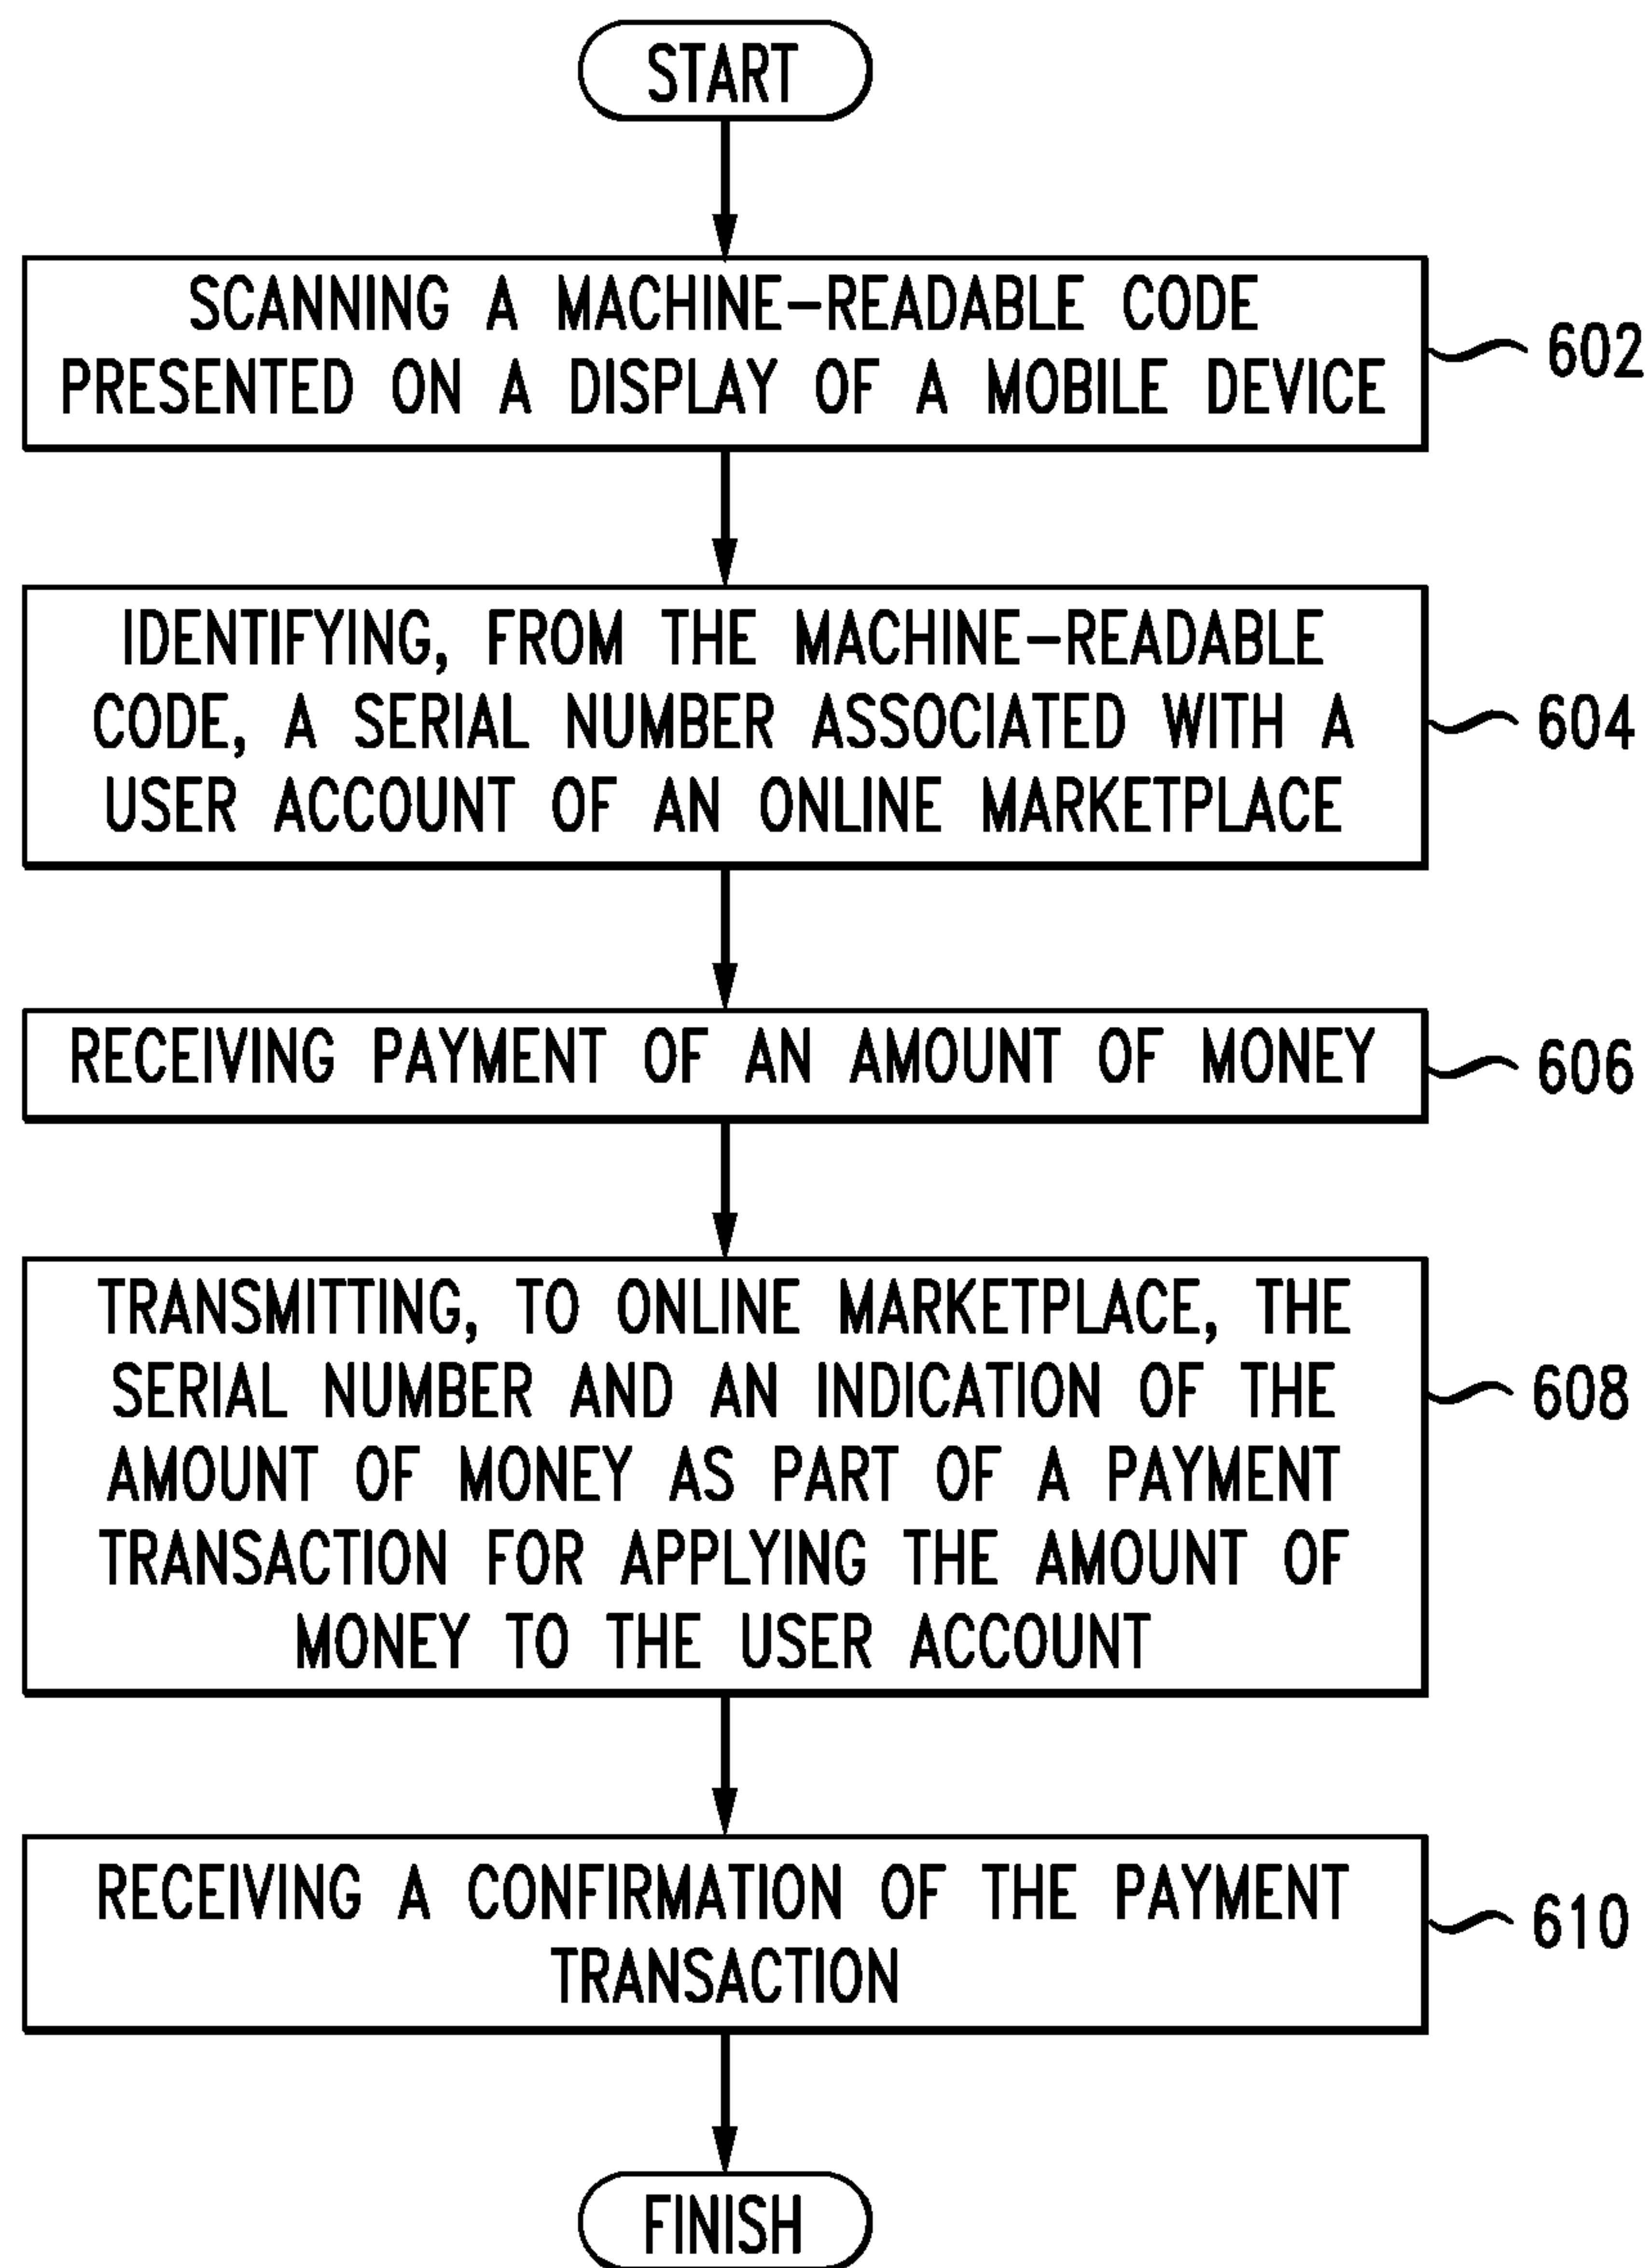 START
SCANNING A MACHINE-READABLE CODE
PRESENTED ON A DISPLAY OF A MOBILE DEVICE
602
IDENTIFYING, FROM THE MACHINE-READABLE
CODE, A SERIAL NUMBER ASSOCIATED WITH A
USER ACCOUNT OF AN ONLINE MARKETPLACE
604
RECEIVING PAYMENT OF AN AMOUNT OF MONEY
606
TRANSMITTING, TO ONLINE MARKETPLACE, THE
SERIAL NUMBER AND AN INDICATION OF THE
AMOUNT OF MONEY AS PART OF A PAYMENT
TRANSACTION FOR APPLYING THE AMOUNT OF
MONEY TO THE USER ACCOUNT
608
RECEIVING A CONFIRMATION OF THE PAYMENT
TRANSACTION
610
FINISH